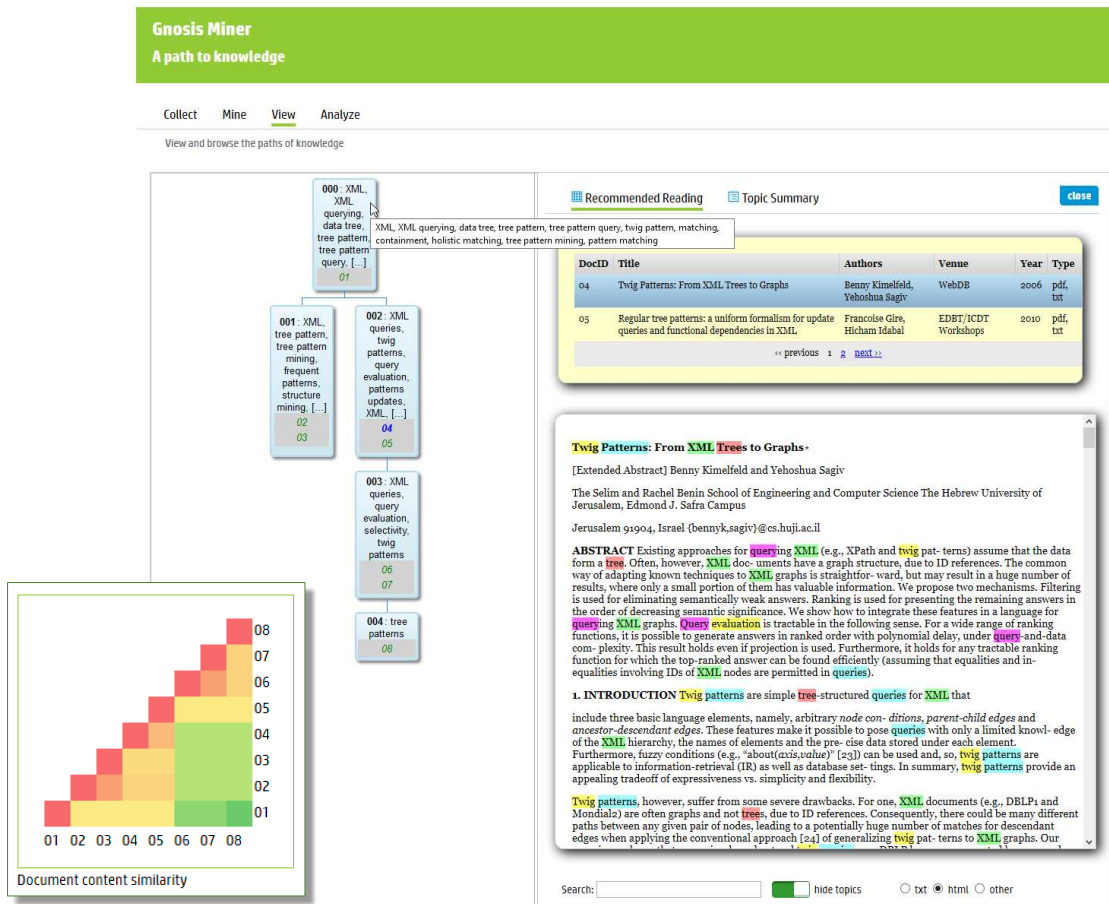 Gnosis Miner
A path to knowledge
Collect Mine View Analyze
View and browse the paths of knowledge
000 : XML,
XML
querying,
data tree,
tree pattern,
tree pattern
query, [...]
01
XML, XML querying, data tree, tree pattern, tree pattern query, twig pattern, matching,
containment, holistic matching, tree pattern mining, pattern matching
001 : XML,
tree pattern,
tree pattern
mining,
frequent
patterns,
structure
mining, [...]
02
03
002 : XML
queries,
twig
patterns,
query
evaluation,
patterns
updates,
XML, [...]
04
05
003 : XML
queries,
query
evaluation,
selectivity,
twig
patterns
06
07
004 : tree
patterns
08
Recommended Reading Topic Summary close
DocID Title Authors Venue Year Type
04 Twig Patterns: From XML Trees to Graphs Benny Kimelfeld, WebDB 2006 pdf,
Yehoshua Sagiv txt
05 Regular tree patterns: a uniform formalism for update Francoise Gire, EDBT/ICDT 2010 pdf,
queries and functional dependencies in XML Hicham Idabal Workshops txt
‹‹ previous 1 2 next ››
Twig Patterns: From XML Trees to Graphs*
[Extended Abstract] Benny Kimelfeld and Yehoshua Sagiv
The Selim and Rachel Benin School of Engineering and Computer Science The Hebrew University of
Jerusalem, Edmond J. Safra Campus
Jerusalem 91904, Israel {bennyk,sagiv}@cs.huji.ac.il
ABSTRACT Existing approaches for querying XML (e.g., XPath and twig pat- terns) assume that the data
form a tree. Often, however, XML doc- uments have a graph structure, due to ID references. The common
way of adapting known techniques to XML graphs is straightfor- ward, but may result in a huge number of
results, where only a small portion of them has valuable information. We propose two mechanisms. Filtering
is used for eliminating semantically weak answers. Ranking is used for presenting the remaining answers in
the order of decreasing semantic significance. We show how to integrate these features in a language for
querying XML graphs. Query evaluation is tractable in the following sense. For a wide range of ranking
functions, it is possible to generate answers in ranked order with polynomial delay, under query-and-data
com- plexity. This result holds even if projection is used. Furthermore, it holds for any tractable ranking
function for which the top-ranked answer can be found efficiently (assuming that equalities and in-
equalities involving IDs of XML nodes are permitted in queries).
1. INTRODUCTION Twig patterns are simple tree-structured queries for XML that
include three basic language elements, namely, arbitrary node con- ditions, parent-child edges and
ancestor-descendant edges. These features make it possible to pose queries with only a limited knowl- edge
of the XML hierarchy, the names of elements and the pre- cise data stored under each element.
Furthermore, fuzzy conditions (e.g., "about(axis,value)" [23]) can be used and, so, twig patterns are
applicable to information-retrieval (IR) as well as database set- tings. In summary, twig patterns provide an
appealing tradeoff of expressiveness vs. simplicity and flexibility.
Twig patterns, however, suffer from some severe drawbacks. For one, XML documents (e.g., DBLP1 and
Mondial2) are often graphs and not trees, due to ID references. Consequently, there could be many different
paths between any given pair of nodes, leading to a potentially huge number of matches for descendant
edges when applying the conventional approach [24] of generalizing twig pat- terns to XML graphs. Our
Search: hide topics txt html other
08
07
06
05
04
03
02
01
01 02 03 04 05 06 07 08
Document content similarity